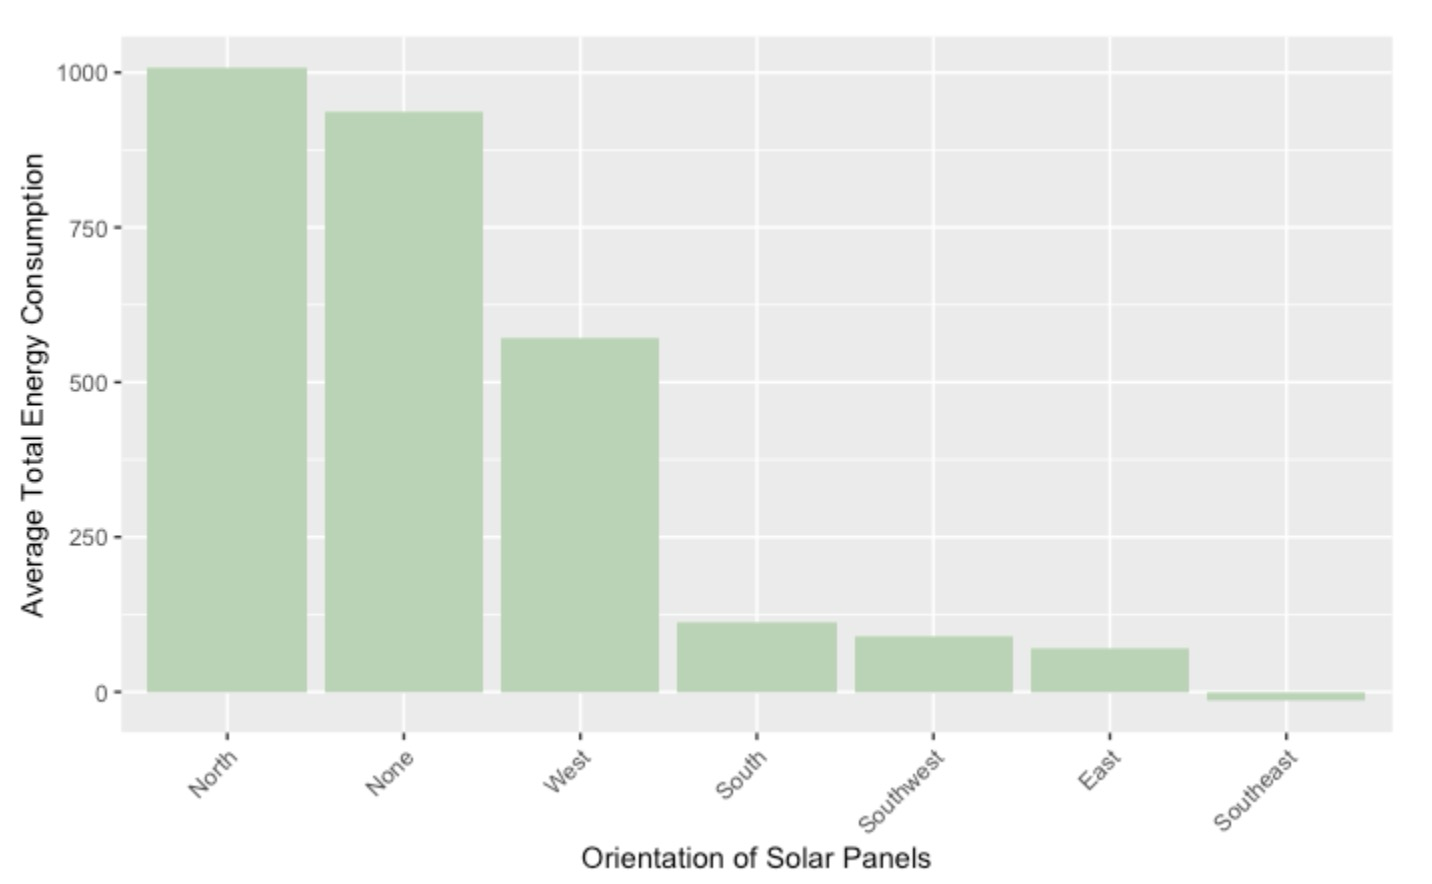 Average Total Energy Consumption
1000
750
500
250
0
North
None
West
South
Southwest
East
Southeast
Orientation of Solar Panels